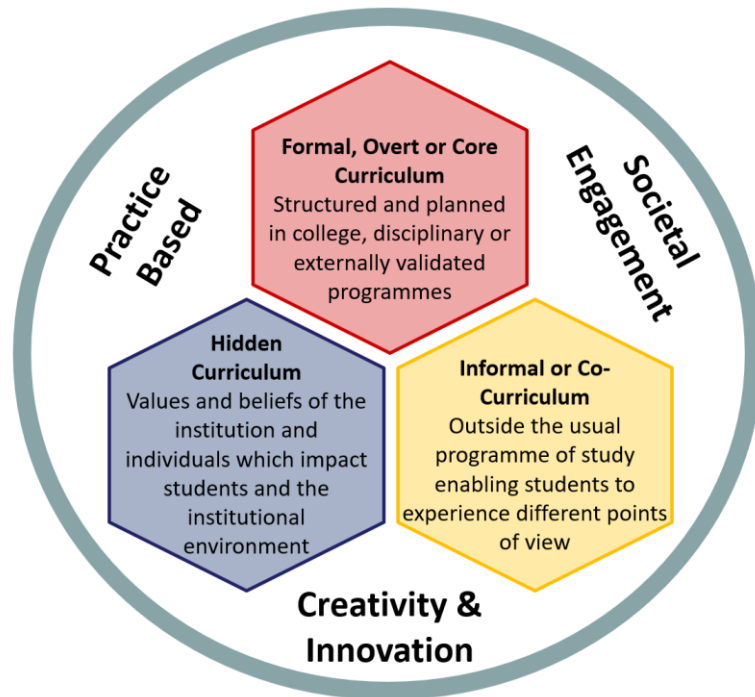 Formal, Overt or Core
Curriculum
Structured and planned
in college, disciplinary or
externally validated
programmes
Practice
Based
Societal
Engagement
Hidden
Curriculum
Values and beliefs of the
institution and
individuals which impact
students and the
institutional
environment
Informal or Co-
Curriculum
Outside the usual
programme of study
enabling students to
experience different points
of view
Creativity &
Innovation